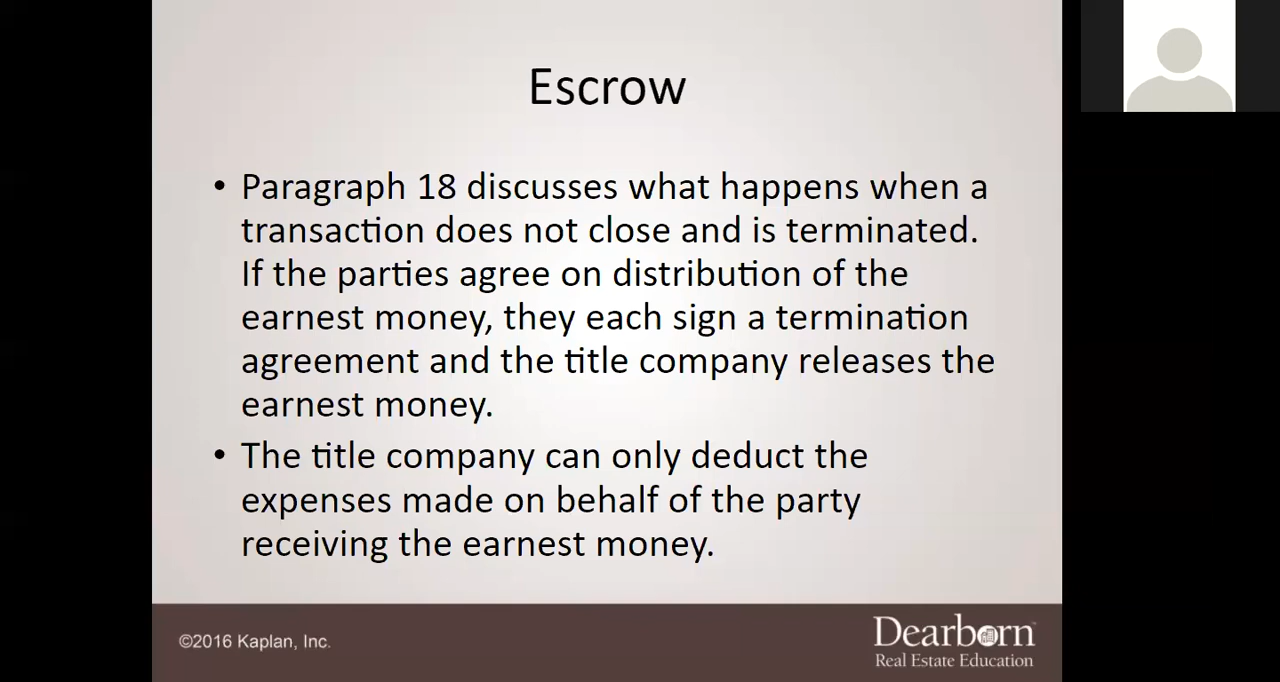 Escrow
• Paragraph 18 discusses what happens when a
transaction does not close and is terminated.
If the parties agree on distribution of the
earnest money, they each sign a termination
agreement and the title company releases the
earnest money.
• The title company can only deduct the
expenses made on behalf of the party
receiving the earnest money.
©2016 Kaplan, Inc.
Dearborn™
Real Estate Education